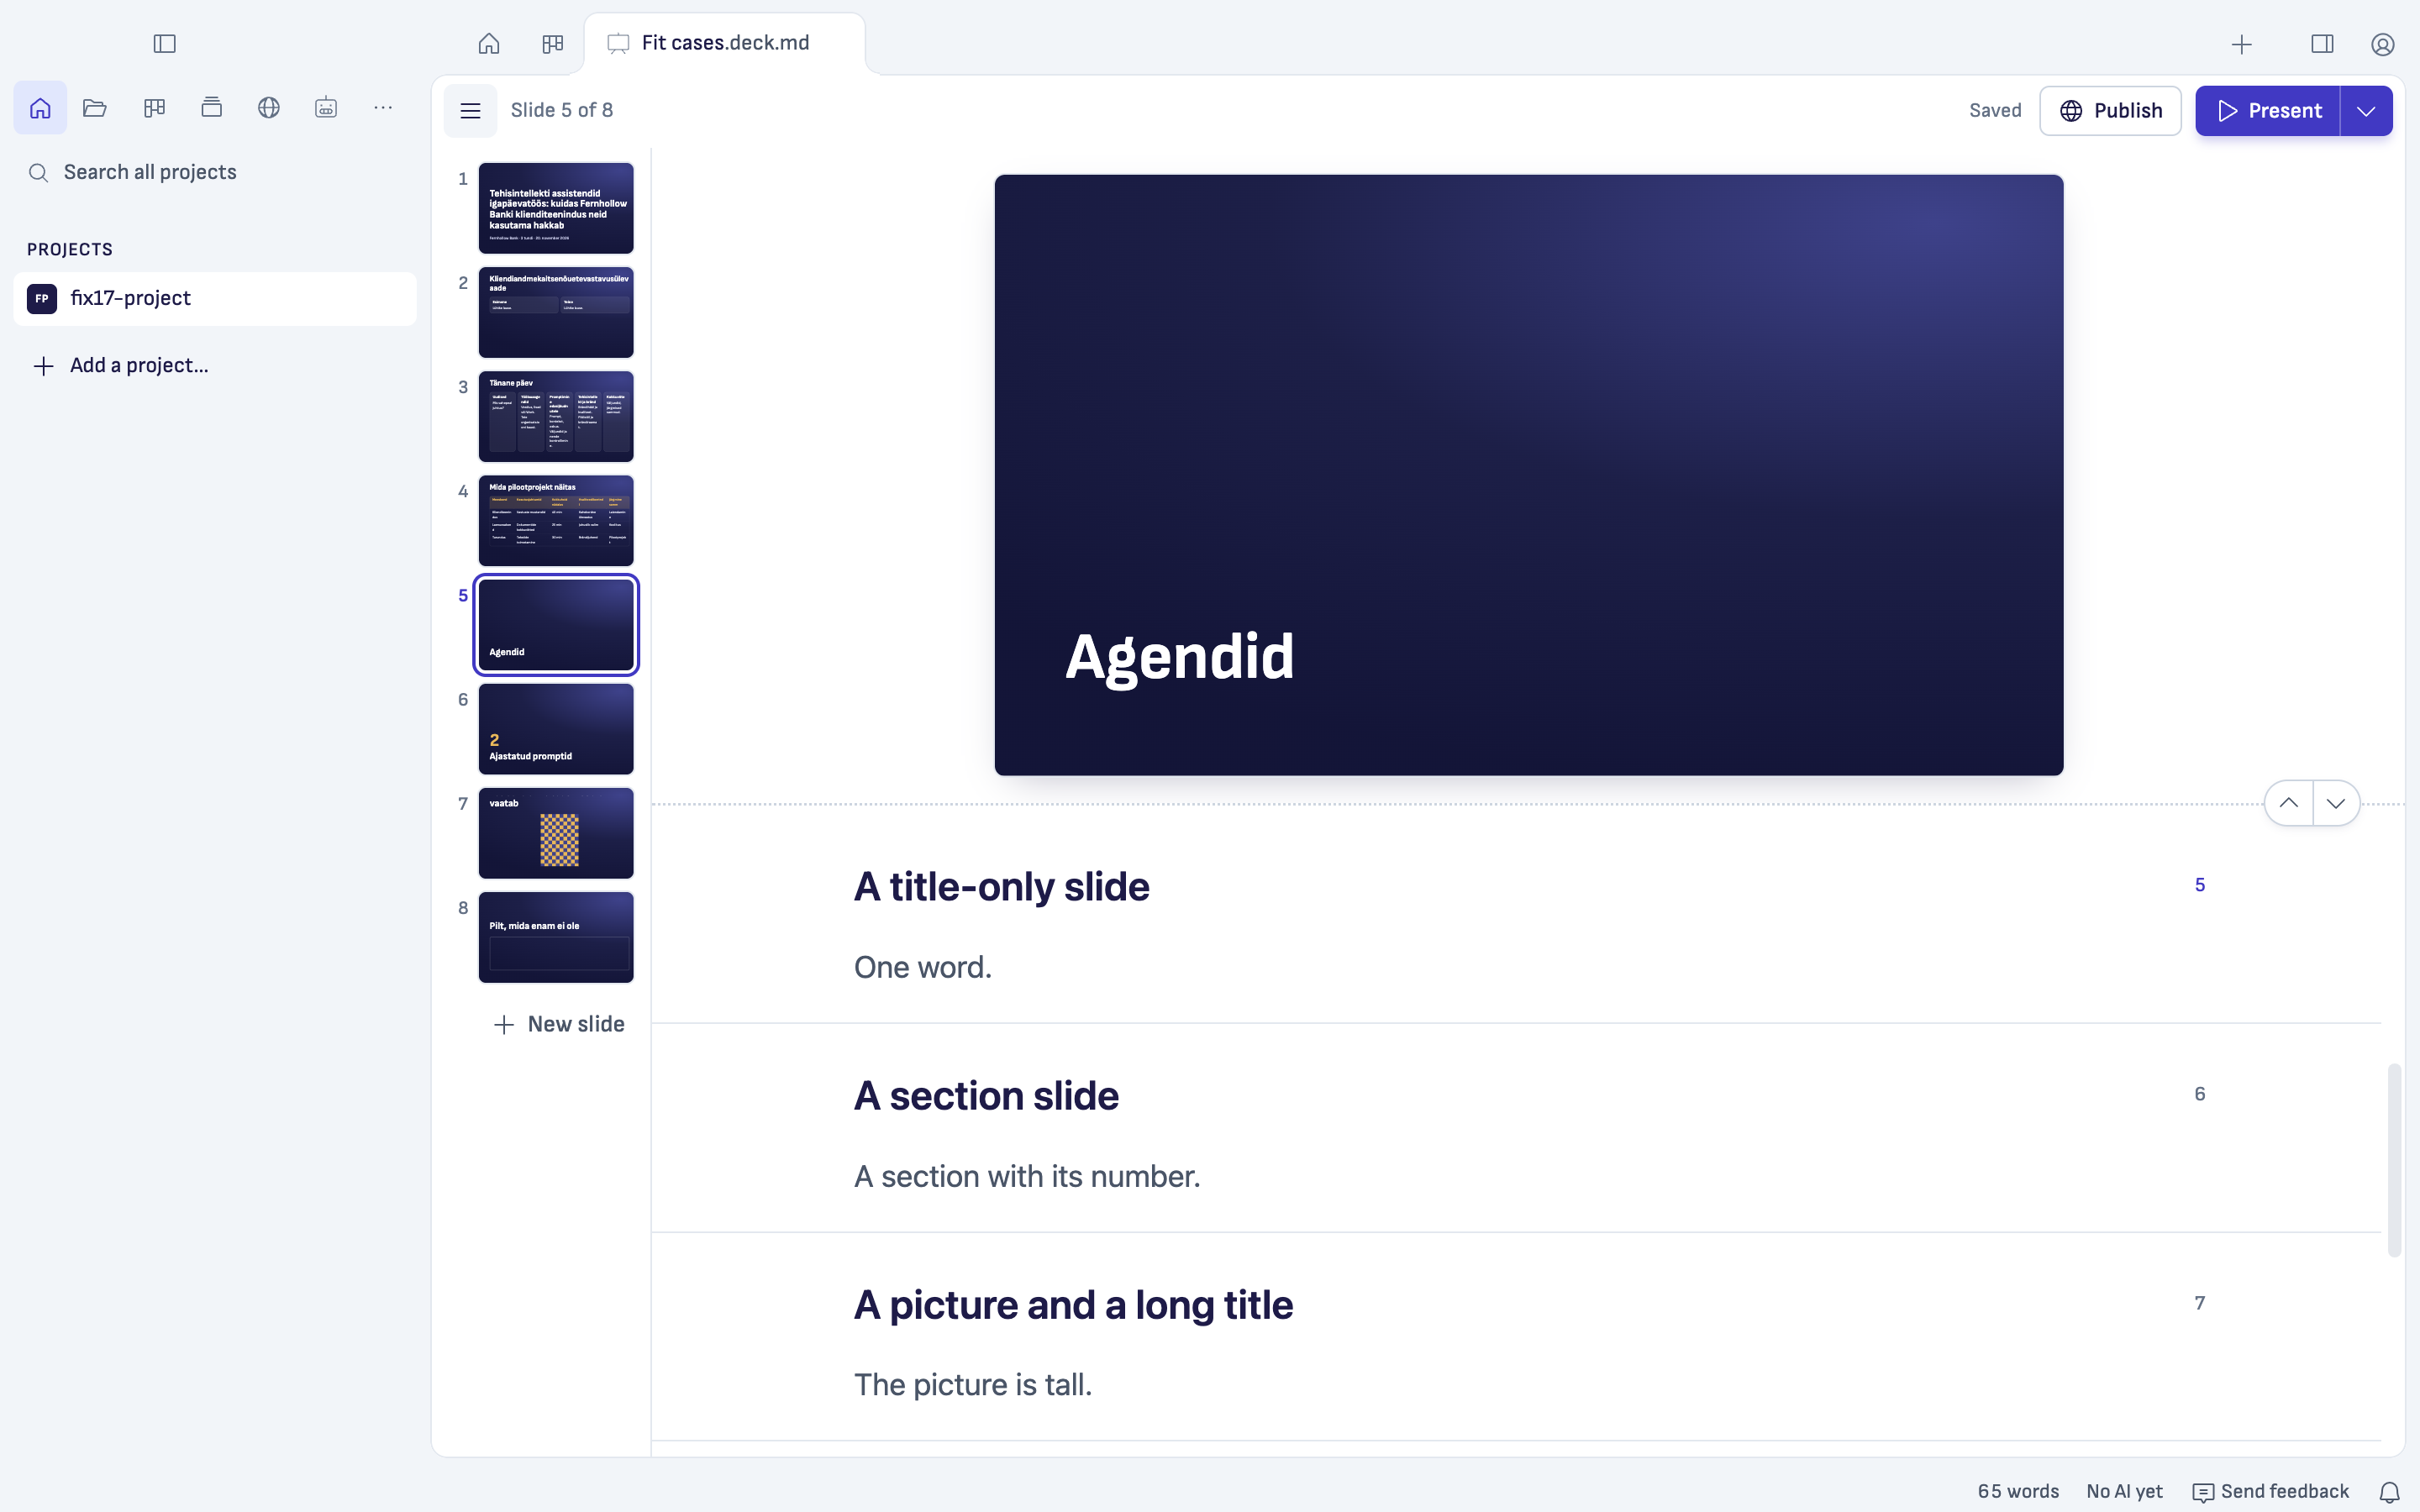 Fit cases.deck.md
Search all projects
PROJECTS
FP
fix17-project
Add a project...
Slide 5 of 8
Saved
Publish
Present
1
Tehisintellekti assistendid
igapäevatöös: kuidas Fernhollow
Banki klienditeenindus neid
kasutama hakkab
2
Kliendiandmekaitsenõuetevastavusülev
aade
3
Tänane päev
4
Mida pilootprojekt näitas
5
Agendid
6
2
Ajastatud promptid
7
vaatab
8
Pilt, mida enam ei ole
New slide
Agendid
A title-only slide
5
One word.
A section slide
6
A section with its number.
A picture and a long title
7
The picture is tall.
65 words
No AI yet
Send feedback